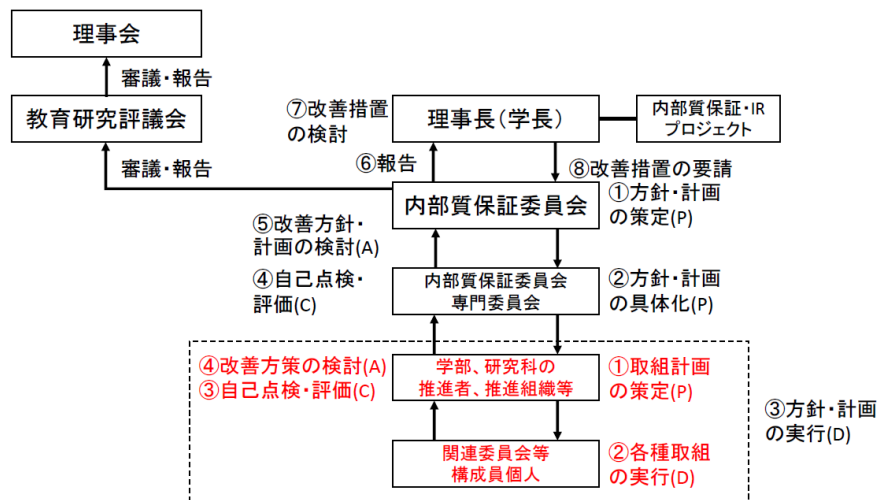 理事会
審議・報告
教育研究評議会
審議・報告
⑦改善措置
の検討
理事長（学長）
内部質保証・IR
プロジェクト
⑥報告
⑧改善措置の要請
内部質保証委員会
①方針・計画
の策定(P)
⑤改善方針・
計画の検討(A)
④自己点検・
評価(C)
内部質保証委員会
専門委員会
②方針・計画
の具体化(P)
④改善方策の検討(A)
③自己点検・評価(C)
学部、研究科の
推進者、推進組織等
①取組計画
の策定(P)
③方針・計画
の実行(D)
関連委員会等
構成員個人
②各種取組
の実行(D)